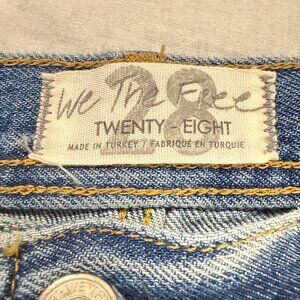 28
We The Free
TWENTY - EIGHT
MADE IN TURKEY / FABRIQUÉ EN TURQUIE